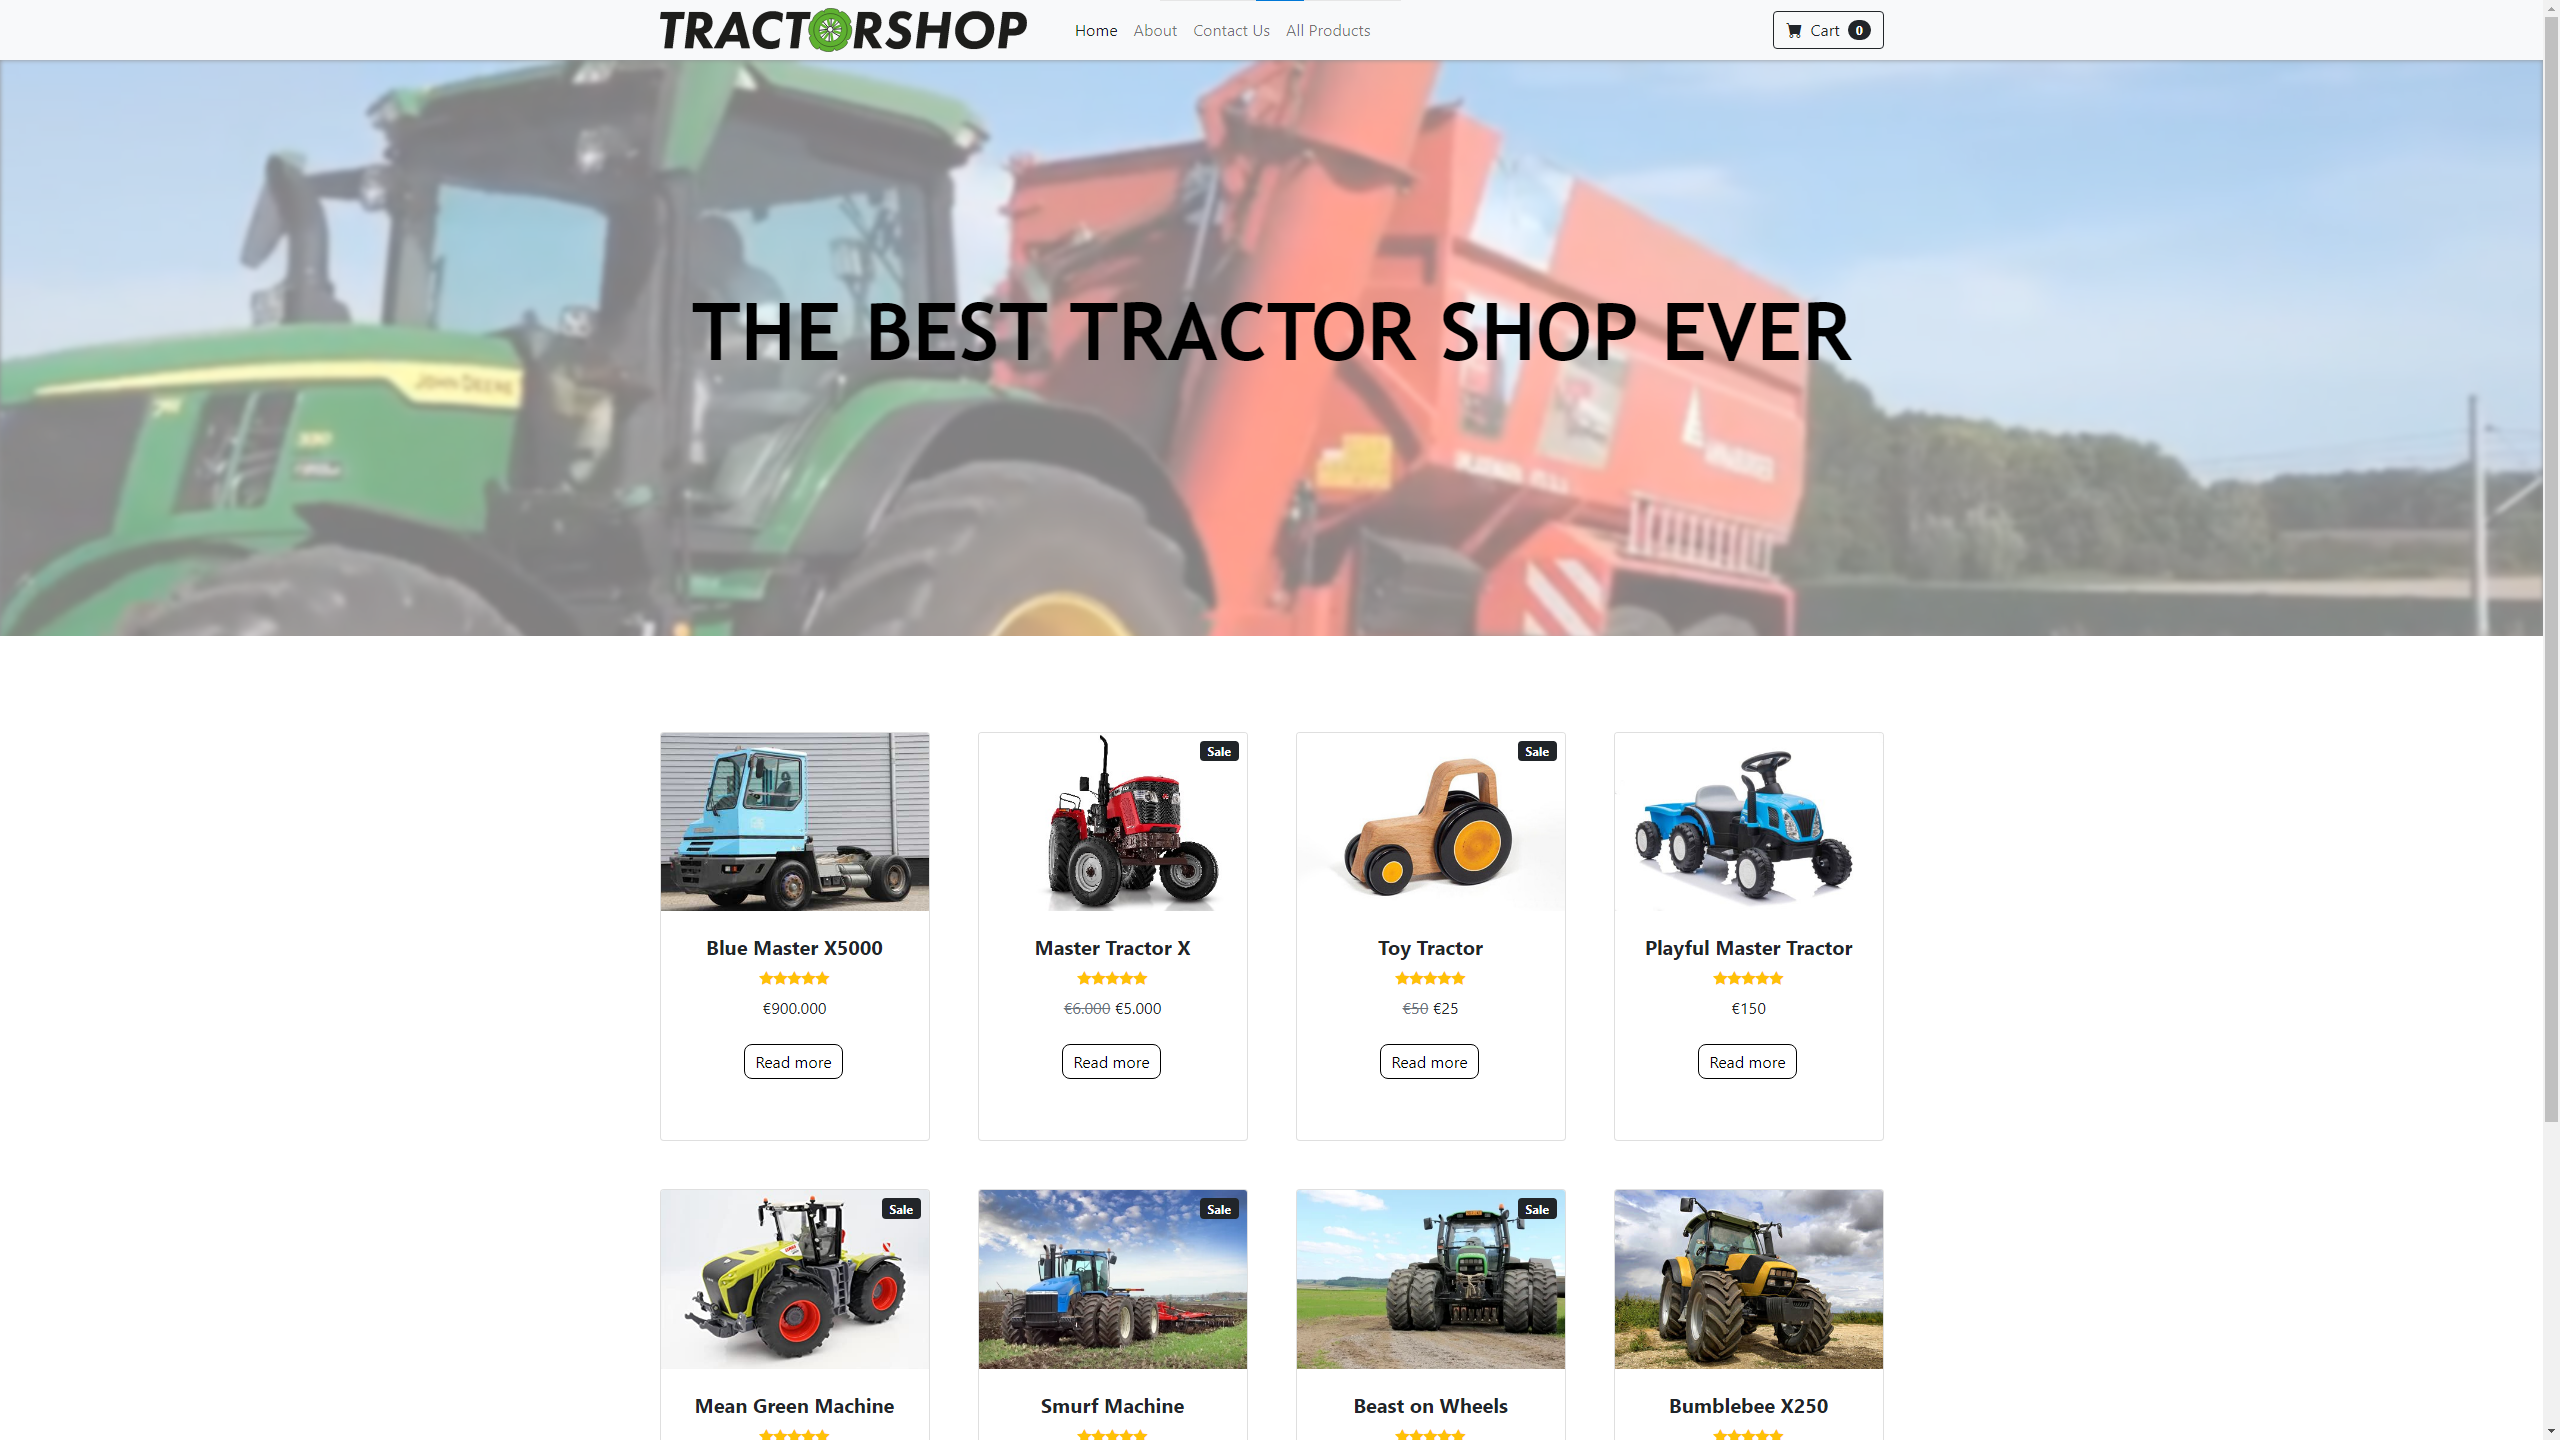 TRACTORSHOP
Home About Contact Us All Products
Cart 0
THE BEST TRACTOR SHOP EVER
JOHN DEERE
Sale
Sale
Blue Master X5000
Master Tractor X
Toy Tractor
Playful Master Tractor
€900.000
€6.000 €5.000
€50 €25
€150
Read more
Read more
Read more
Read more
Sale
Sale
Sale
Mean Green Machine
Smurf Machine
Beast on Wheels
Bumblebee X250